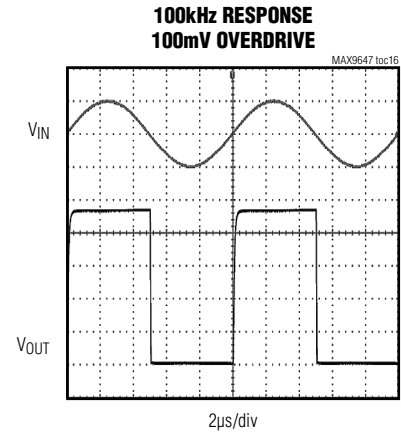 100kHz RESPONSE
100mV OVERDRIVE
MAX9647 toc16
VIN
VOUT
2µs/div